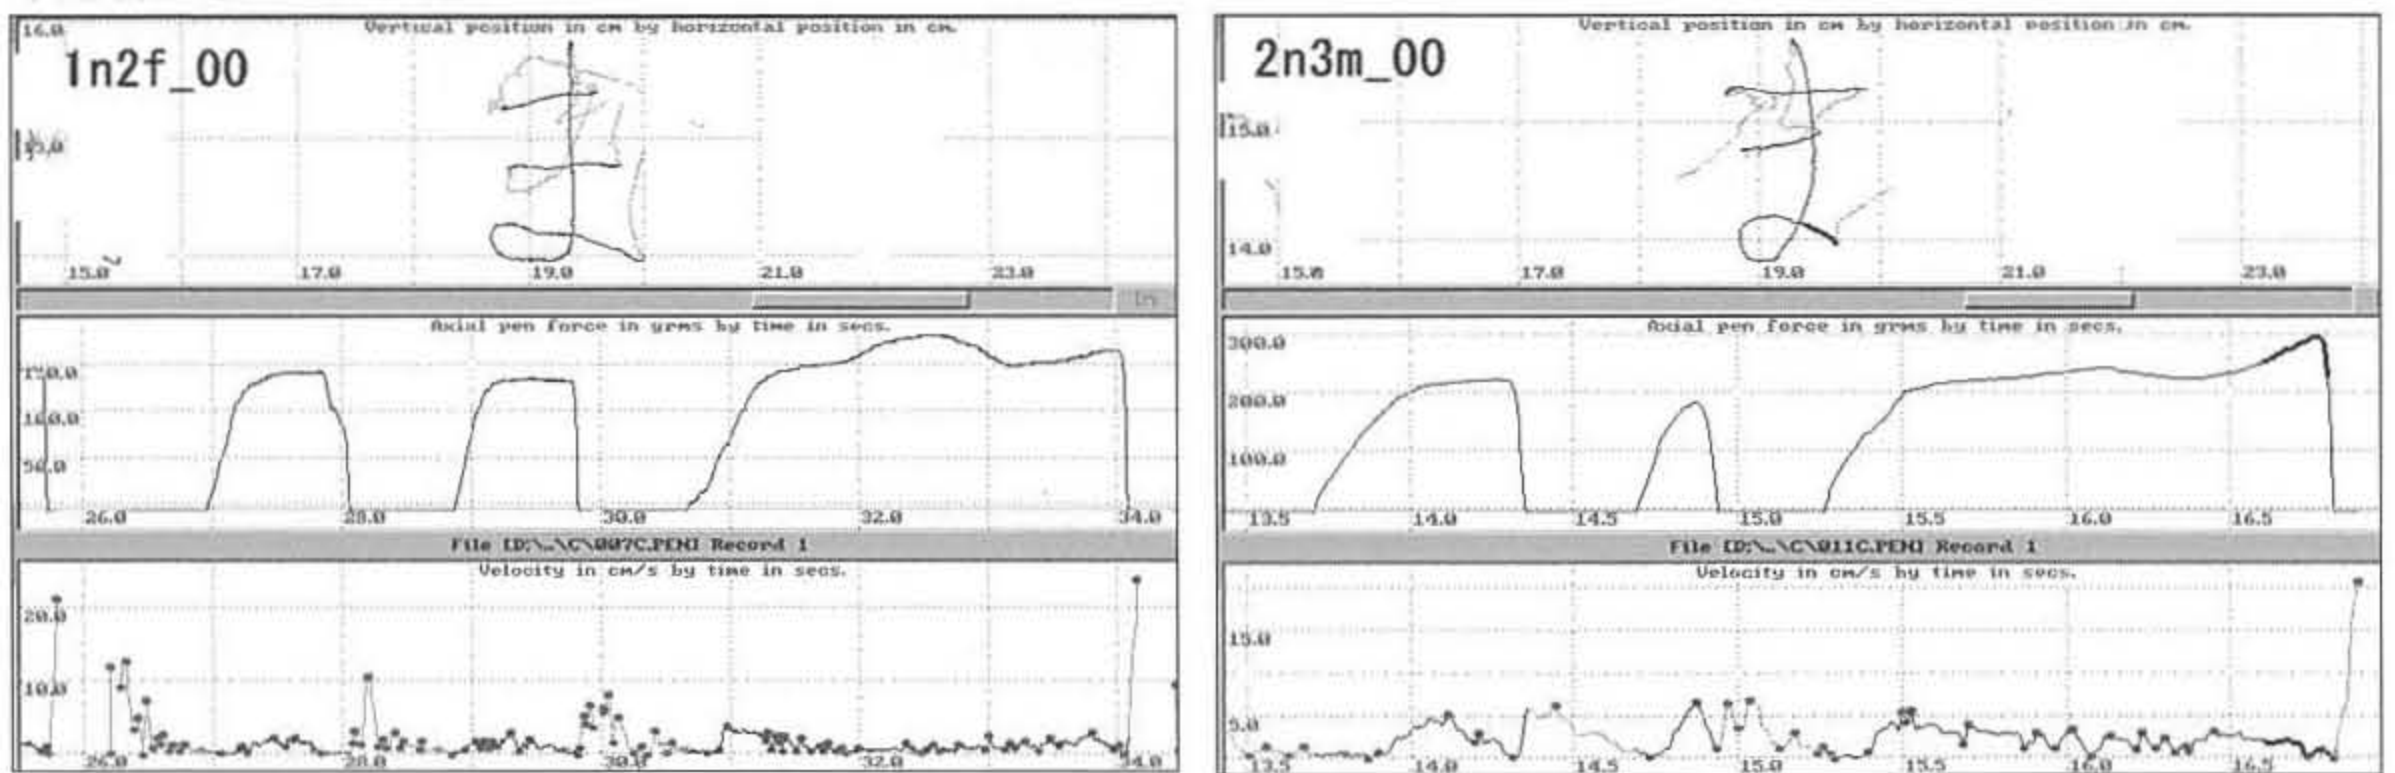 Vertical position in cm by horizontal position in cm.
16.0
1n2f_00
ま
15.0
15.0 17.0 19.0 21.0 23.0
Axial pen force in grms by time in secs.
150.0
100.0
50.0
26.0 28.0 30.0 32.0 34.0
File [D:\..\C\007C.PEN] Record 1
Velocity in cm/s by time in secs.
20.0
10.0
26.0 28.0 30.0 32.0 34.0
Vertical position in cm by horizontal position in cm.
2n3m_00
ま
15.0
14.0
15.0 17.0 19.0 21.0 23.0
Axial pen force in grms by time in secs.
300.0
200.0
100.0
13.5 14.0 14.5 15.0 15.5 16.0 16.5
File [D:\..\C\011C.PEN] Record 1
Velocity in cm/s by time in secs.
15.0
5.0
13.5 14.0 14.5 15.0 15.5 16.0 16.5